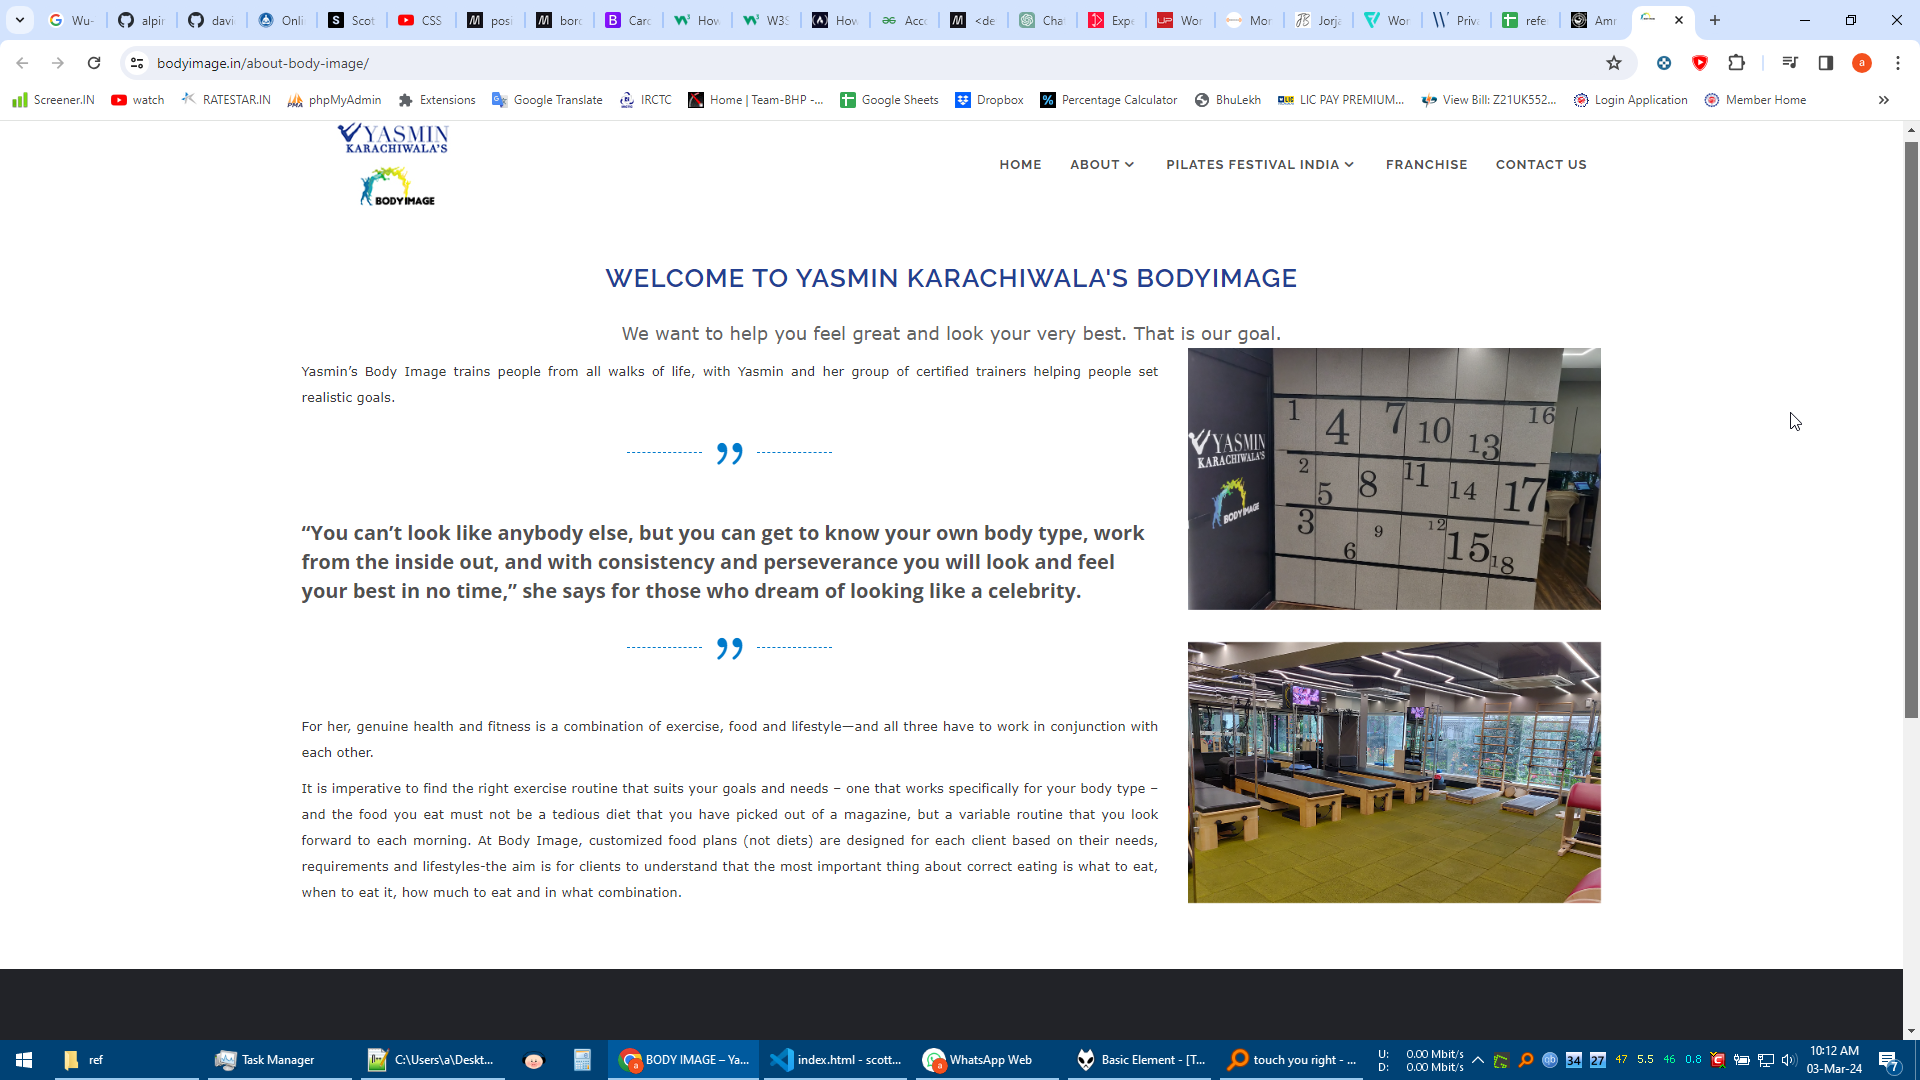 Wu-
alpir
davi
Onli
Scot
CSS
posi
bord
Card
How
W3S
How
Acco
<de
Cha
Exp
Wor
Mor
Jorja
Wor
Priva
refe
Amr
bodyimage.in/about-body-image/
a
Screener.IN
watch
RATESTAR.IN
phpMyAdmin
Extensions
Google Translate
IRCTC
Home | Team-BHP -...
Google Sheets
Dropbox
Percentage Calculator
BhuLekh
LIC PAY PREMIUM...
View Bill: Z21UK552...
Login Application
Member Home
YASMIN
KARACHIWALA'S
BODY IMAGE
HOME
ABOUT
PILATES FESTIVAL INDIA
FRANCHISE
CONTACT US
WELCOME TO YASMIN KARACHIWALA'S BODYIMAGE
We want to help you feel great and look your very best. That is our goal.
Yasmin’s Body Image trains people from all walks of life, with Yasmin and her group of certified trainers helping people set
realistic goals.
“You can’t look like anybody else, but you can get to know your own body type, work
from the inside out, and with consistency and perseverance you will look and feel
your best in no time,” she says for those who dream of looking like a celebrity.
For her, genuine health and fitness is a combination of exercise, food and lifestyle—and all three have to work in conjunction with
each other.
It is imperative to find the right exercise routine that suits your goals and needs – one that works specifically for your body type –
and the food you eat must not be a tedious diet that you have picked out of a magazine, but a variable routine that you look
forward to each morning. At Body Image, customized food plans (not diets) are designed for each client based on their needs,
requirements and lifestyles-the aim is for clients to understand that the most important thing about correct eating is what to eat,
when to eat it, how much to eat and in what combination.
YASMIN
KARACHIWALA'S
BODY IMAGE
1 4 7 10 13 16
2 5 8 11 14 17
3 6 9 12 15 18
ref
Task Manager
C:\Users\a\Deskt...
BODY IMAGE – Ya...
index.html - scott...
WhatsApp Web
Basic Element - [T...
touch you right - ...
U: 0.00 Mbit/s
D: 0.00 Mbit/s
34
27
47
5.5
46
0.8
10:12 AM
03-Mar-24
7